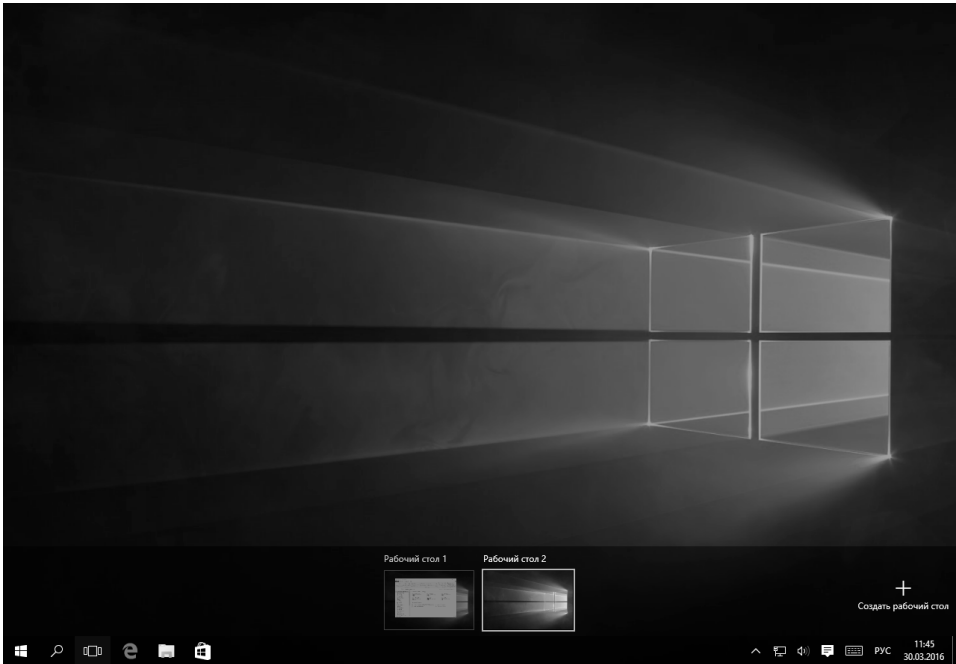 Рабочий стол 1
Рабочий стол 2
Создать рабочий стол
РУС
11:45
30.03.2016